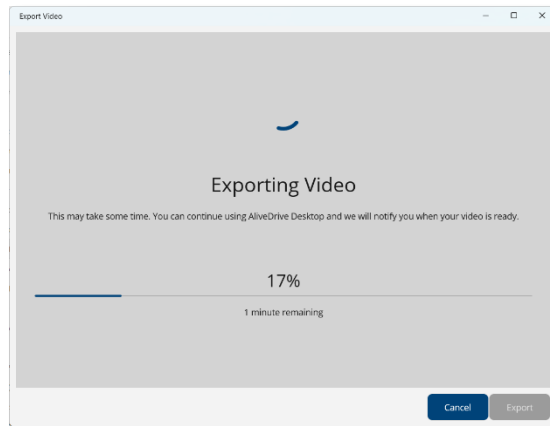 Export Video
Exporting Video
This may take some time. You can continue using AliveDrive Desktop and we will notify you when your video is ready.
17%
1 minute remaining
Cancel
Export